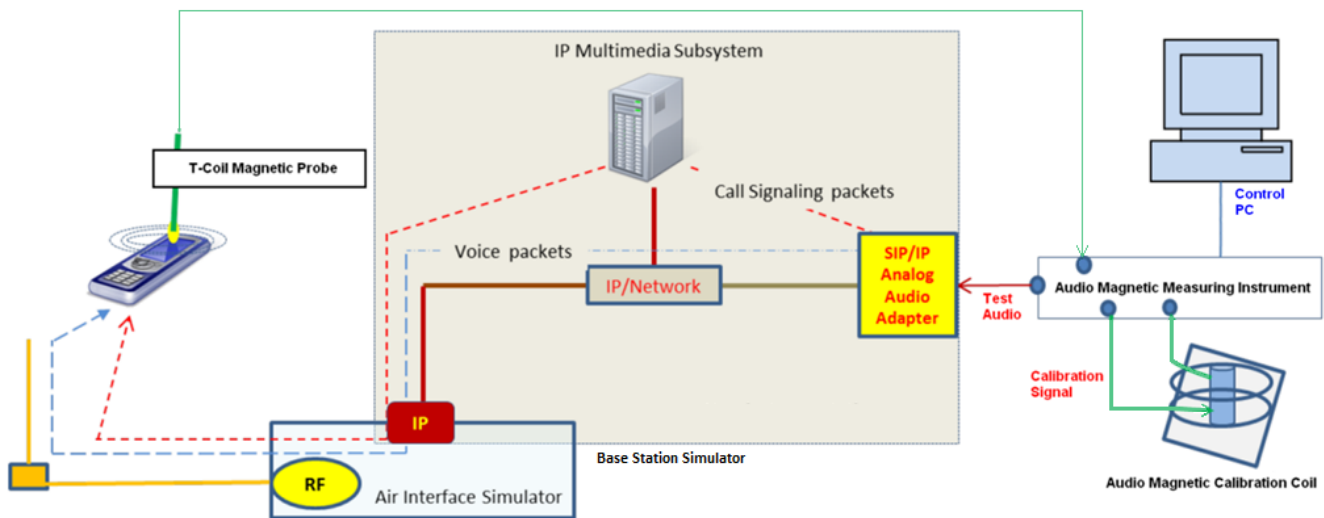 IP Multimedia Subsystem
T-Coil Magnetic Probe
Call Signaling packets
Control
PC
Voice packets
SIP/IP
Analog
Audio
Adapter
IP/Network
Test
Audio
Audio Magnetic Measuring Instrument
Calibration
Signal
IP
Base Station Simulator
RF
Air Interface Simulator
Audio Magnetic Calibration Coil